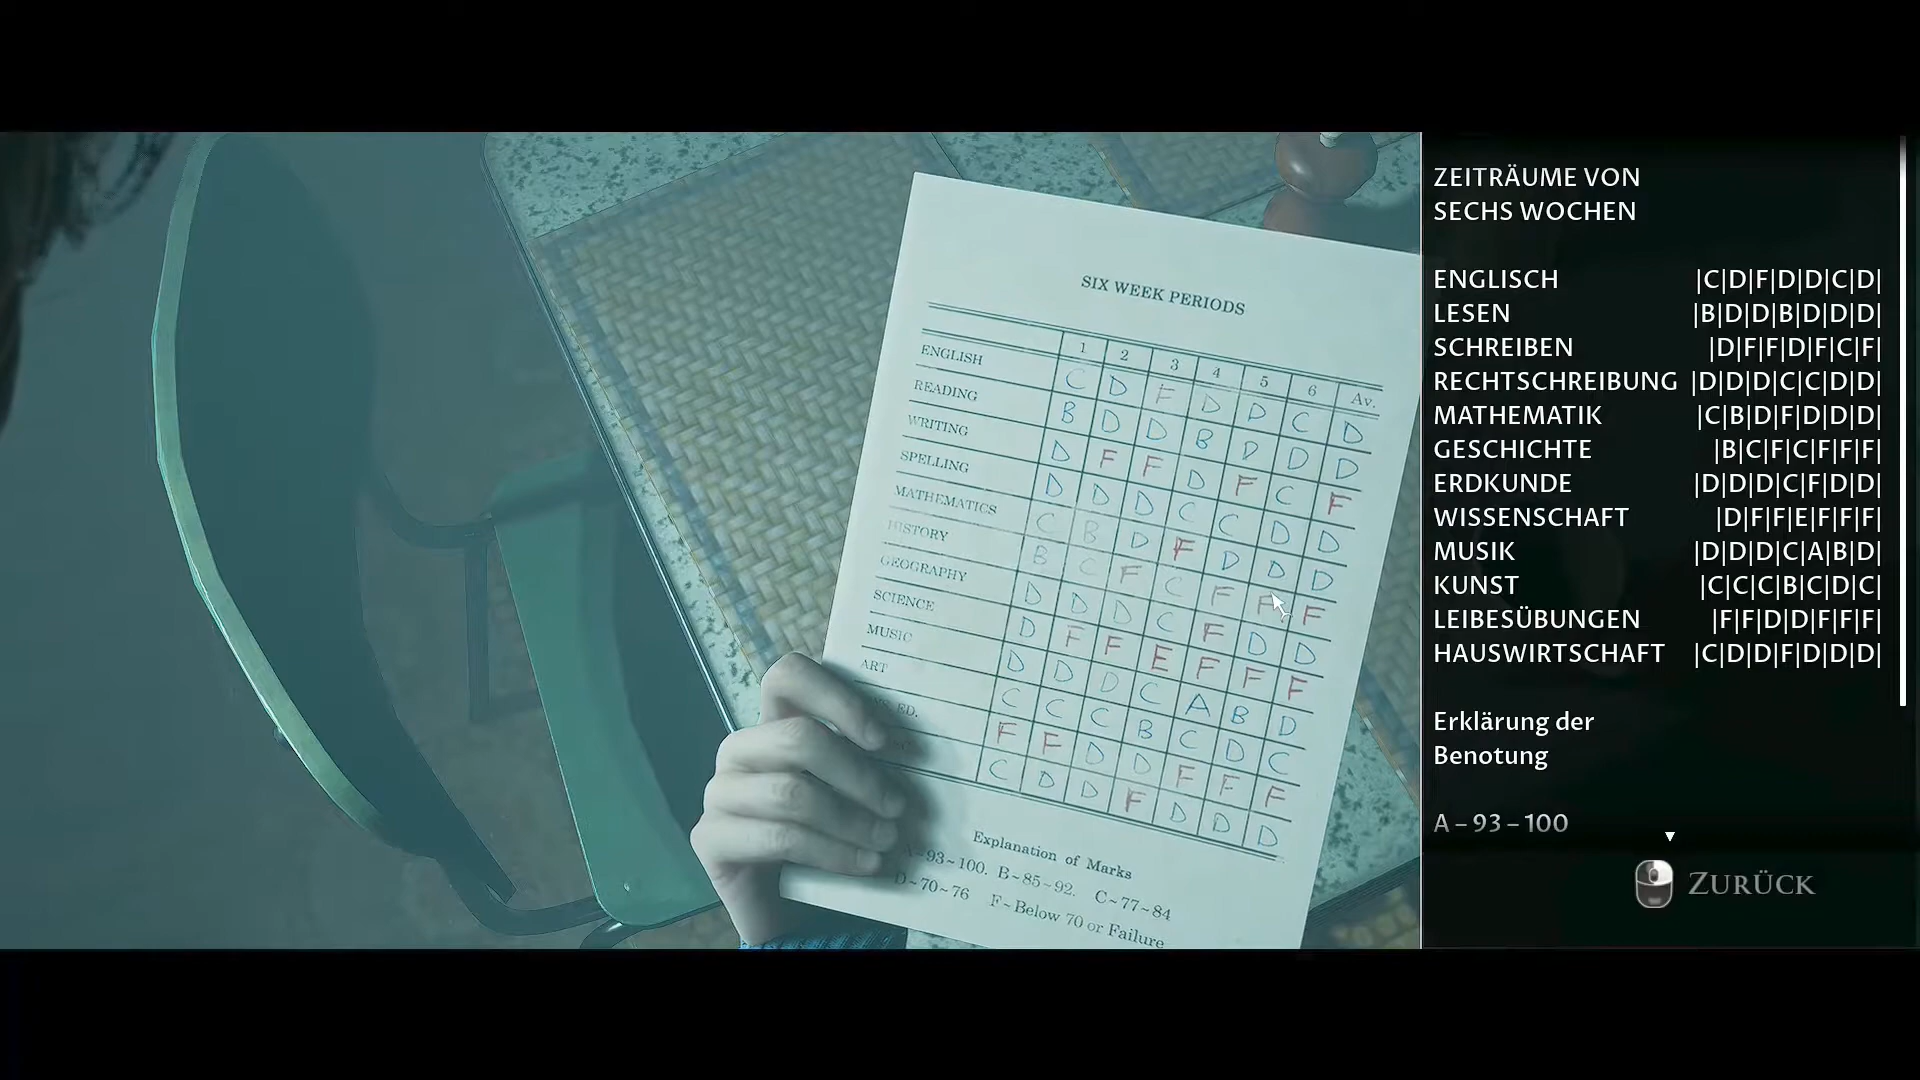 SIX WEEK PERIODS
1 2 3 4 5 6 Av.
ENGLISH C D F D D C D
READING B D D B D D D
WRITING D F F D F C F
SPELLING D D D C C D D
MATHEMATICS C B D F D D D
HISTORY B C F C F F F
GEOGRAPHY D D D C F D D
SCIENCE D F F E F F F
MUSIC D D D C A B D
ART C C C B C D C
ED. F F D D F F F
C D D F D D D
Explanation of Marks
A~93~100. B~85~92. C~77~84
D~70~76 F~Below 70 or Failure
ZEITRÄUME VON
SECHS WOCHEN
ENGLISCH |C|D|F|D|D|C|D|
LESEN |B|D|D|B|D|D|D|
SCHREIBEN |D|F|F|D|F|C|F|
RECHTSCHREIBUNG |D|D|D|C|C|D|D|
MATHEMATIK |C|B|D|F|D|D|D|
GESCHICHTE |B|C|F|C|F|F|F|
ERDKUNDE |D|D|D|C|F|D|D|
WISSENSCHAFT |D|F|F|E|F|F|F|
MUSIK |D|D|D|C|A|B|D|
KUNST |C|C|C|B|C|D|C|
LEIBESÜBUNGEN |F|F|D|D|F|F|F|
HAUSWIRTSCHAFT |C|D|D|F|D|D|D|
Erklärung der
Benotung
A – 93 – 100
ZURÜCK